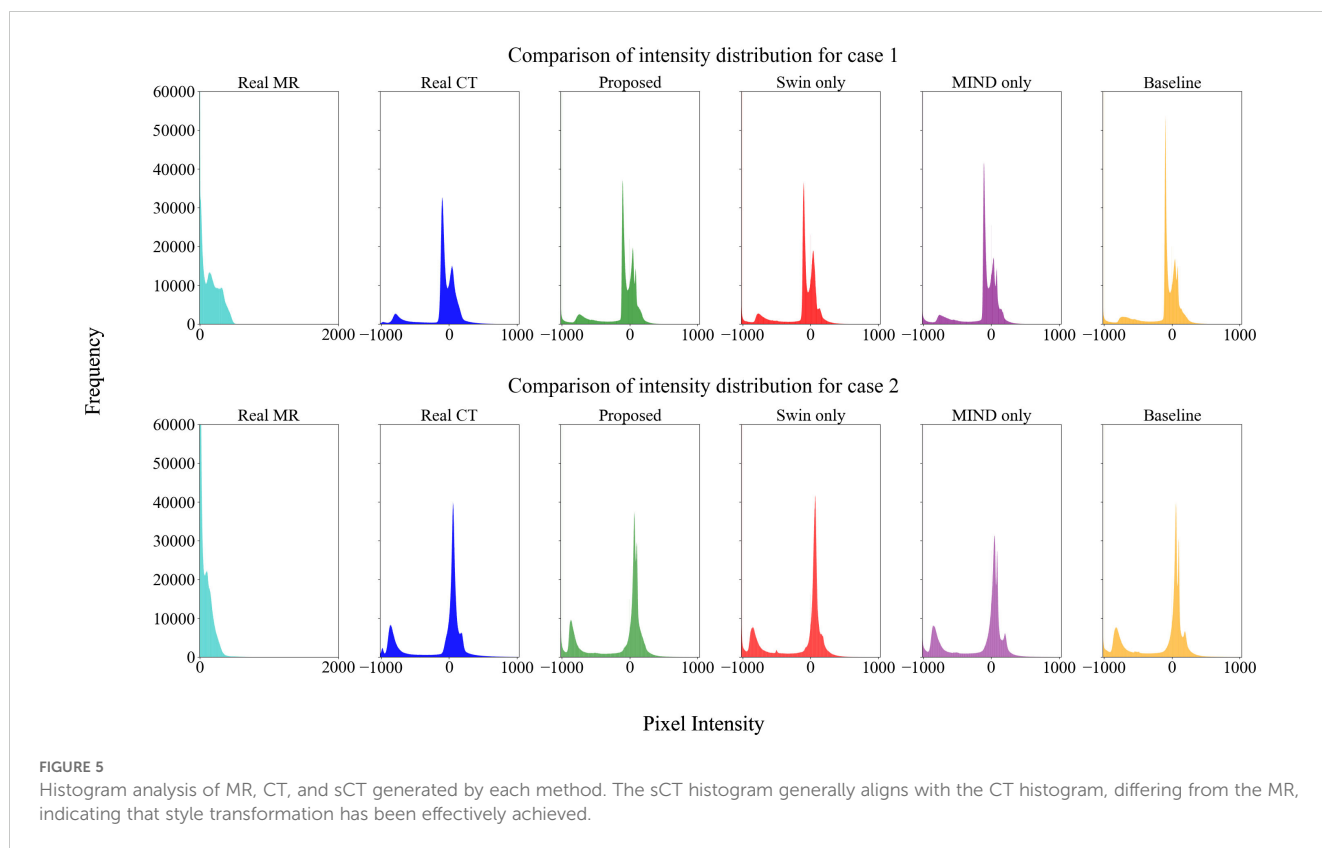 Comparison of intensity distribution for case 1
Real MR Real CT Proposed Swin only MIND only Baseline
60000
50000
40000
30000
20000
10000
0
0 2000 −1000 0 1000 −1000 0 1000 −1000 0 1000 −1000 0 1000 −1000 0 1000
Frequency
Comparison of intensity distribution for case 2
Real MR Real CT Proposed Swin only MIND only Baseline
60000
50000
40000
30000
20000
10000
0
0 2000 −1000 0 1000 −1000 0 1000 −1000 0 1000 −1000 0 1000 −1000 0 1000
Pixel Intensity
FIGURE 5
Histogram analysis of MR, CT, and sCT generated by each method. The sCT histogram generally aligns with the CT histogram, differing from the MR,
indicating that style transformation has been effectively achieved.